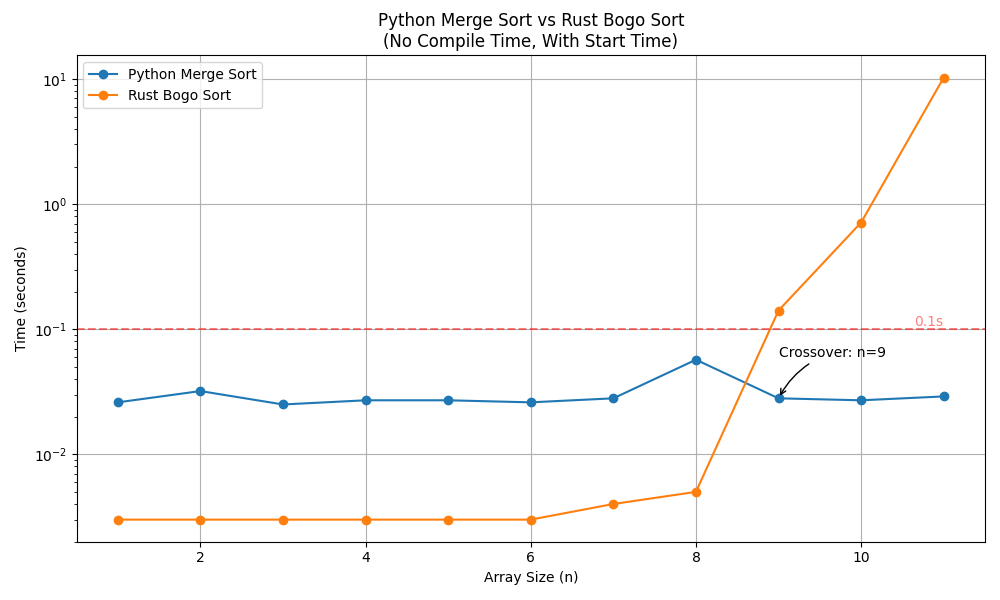 Python Merge Sort vs Rust Bogo Sort
(No Compile Time, With Start Time)
Python Merge Sort
Rust Bogo Sort
10¹
10⁰
10⁻¹
10⁻²
Time (seconds)
0.1s
Crossover: n=9
2
4
6
8
10
Array Size (n)